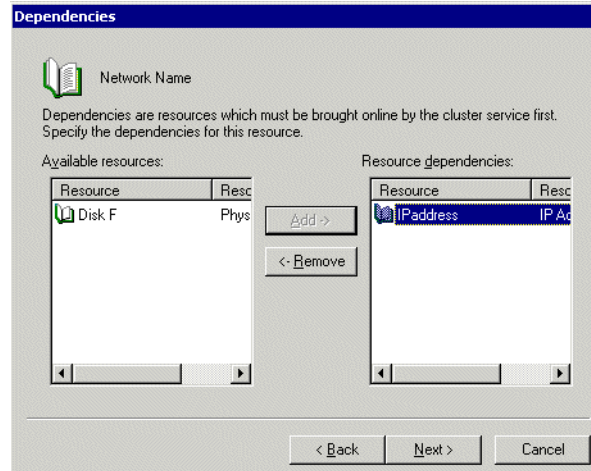 Dependencies
Network Name
Dependencies are resources which must be brought online by the cluster service first.
Specify the dependencies for this resource.
Available resources:
Resource dependencies:
Resource Resc
Disk F Phys
Add ->
<- Remove
Resource Resc
IPaddress IP Ad
< Back
Next >
Cancel